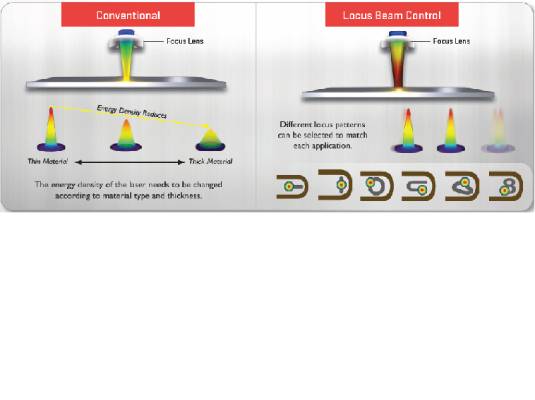 Conventional
Focus Lens
Energy Density Reduces
Thin Material
Thick Material
The energy density of the laser needs to be changed
according to material type and thickness.
Locus Beam Control
Focus Lens
Different locus patterns
can be selected to match
each application.